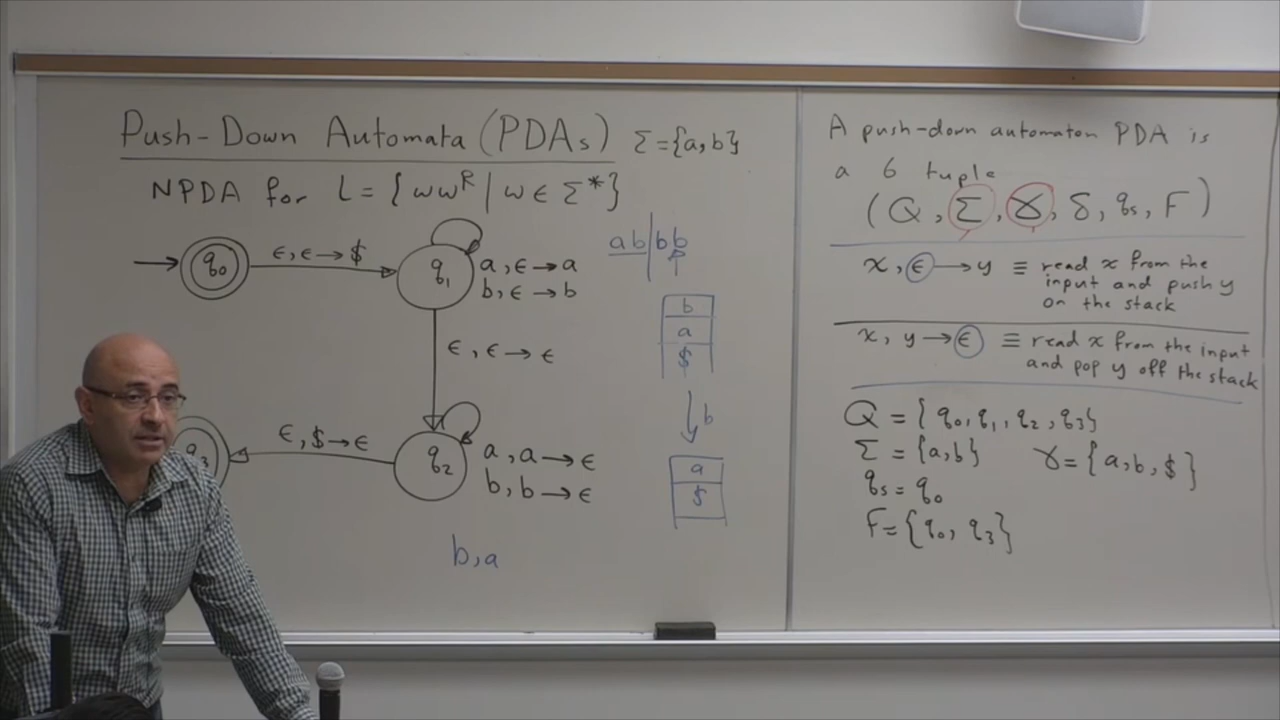 Push-Down Automata (PDAs) Σ={a,b}
NPDA for L = {ww^R | w ∈ Σ*}
q₀
ϵ,ϵ→$
q₁
a,ϵ→a
b,ϵ→b
ab|bb
b
a
$
ϵ,ϵ→ϵ
b
q₃
ϵ,$→ϵ
q₂
a,a→ϵ
b,b→ϵ
a
$
b,a
A push-down automaton PDA is
a 6 tuple
(Q, Σ, ɣ, δ, qₛ, F)
x,ϵ→y ≡ read x from the
input and push y
on the stack
x,y→ϵ ≡ read x from the input
and pop y off the stack
Q = {q₀,q₁,q₂,q₃}
Σ = {a,b} ɣ={a,b,$}
qₛ=q₀
F={q₀,q₃}